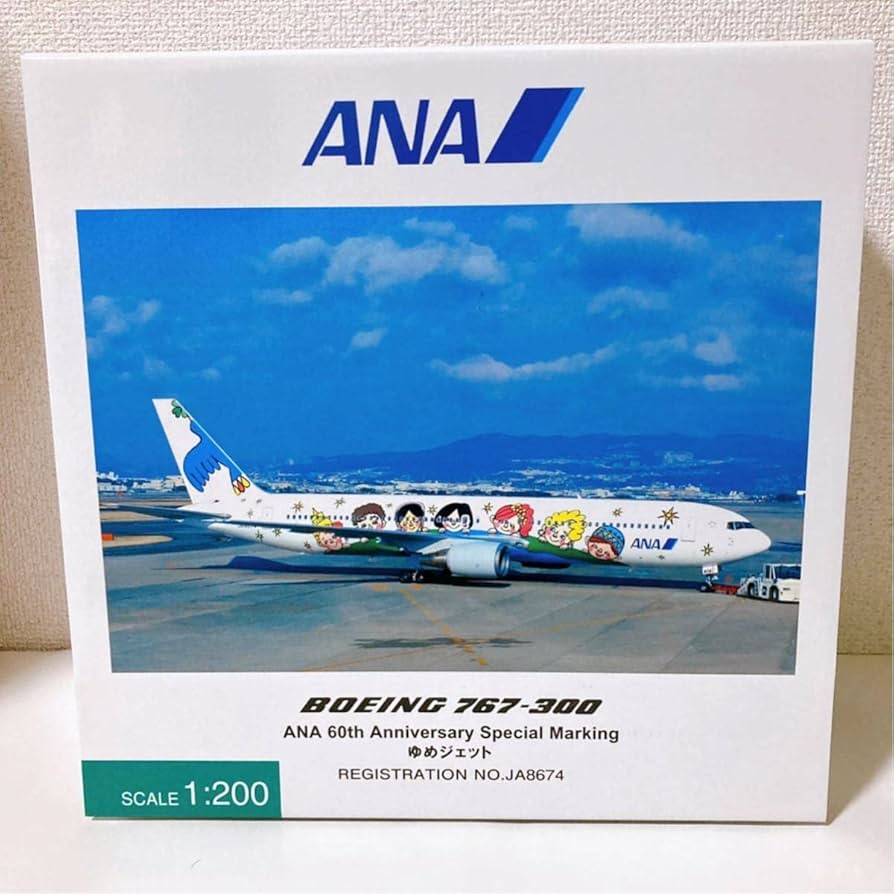 ANA
ANA
BOEING 767-300
ANA 60th Anniversary Special Marking
ゆめジェット
REGISTRATION NO.JA8674
SCALE 1:200